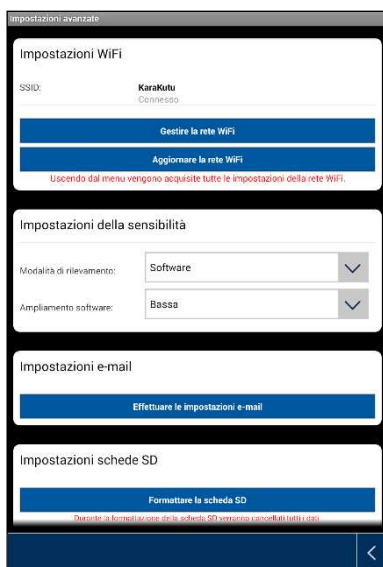 Impostazioni avanzate
Impostazioni WiFi
SSID: KaraKutu
Connesso
Gestire la rete WiFi
Aggiornare la rete WiFi
Uscendo dal menu vengono acquisite tutte le impostazioni della rete WiFi.
Impostazioni della sensibilità
Modalità di rilevamento: Software
Ampliamento software: Bassa
Impostazioni e-mail
Effettuare le impostazioni e-mail
Impostazioni schede SD
Formattare la scheda SD
Durante la formattazione della scheda SD verranno cancellati tutti i dati